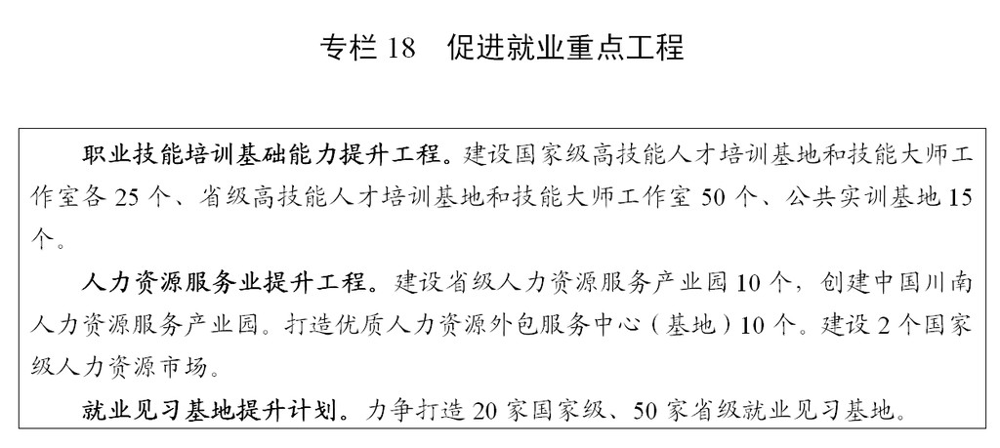 专栏 18　促进就业重点工程
职业技能培训基础能力提升工程。建设国家级高技能人才培训基地和技能大师工
作室各 25 个、省级高技能人才培训基地和技能大师工作室 50 个、公共实训基地 15
个。
人力资源服务业提升工程。建设省级人力资源服务产业园 10 个，创建中国川南
人力资源服务产业园。打造优质人力资源外包服务中心（基地）10 个。建设 2 个国家
级人力资源市场。
就业见习基地提升计划。力争打造 20 家国家级、50 家省级就业见习基地。